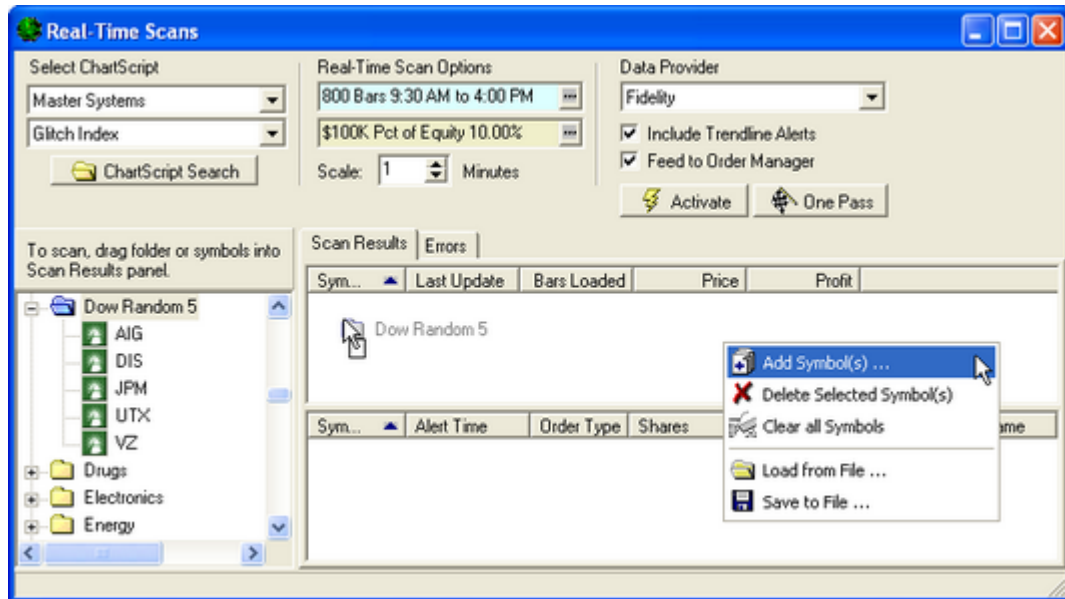 Real-Time Scans
Select ChartScript
Master Systems
Glitch Index
ChartScript Search
Real-Time Scan Options
800 Bars 9:30 AM to 4:00 PM
$100K Pct of Equity 10.00%
Scale: 1 Minutes
Data Provider
Fidelity
Include Trendline Alerts
Feed to Order Manager
Activate One Pass
To scan, drag folder or symbols into
Scan Results panel.
Dow Random 5
AIG
DIS
JPM
UTX
VZ
Drugs
Electronics
Energy
Scan Results Errors
Sym... Last Update Bars Loaded Price Profit
Dow Random 5
Sym... Alert Time Order Type Shares ame
Add Symbol(s) ...
Delete Selected Symbol(s)
Clear all Symbols
Load from File ...
Save to File ...